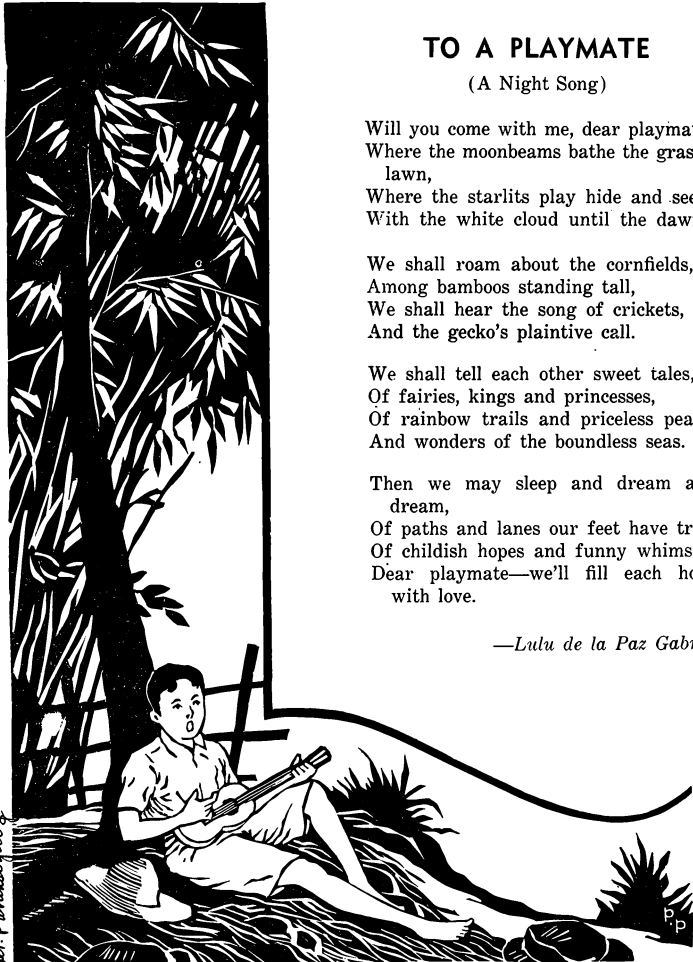 TO A PLAYMATE
(A Night Song)
Will you come with me, dear playma
Where the moonbeams bathe the gras
lawn,
Where the starlits play hide and see
With the white cloud until the daw
We shall roam about the cornfields,
Among bamboos standing tall,
We shall hear the song of crickets,
And the gecko's plaintive call.
We shall tell each other sweet tales,
Of fairies, kings and princesses,
Of rainbow trails and priceless pea
And wonders of the boundless seas.
Then we may sleep and dream a
dream,
Of paths and lanes our feet have tr
Of childish hopes and funny whims
Dear playmate—we'll fill each ho
with love.
—Lulu de la Paz Gabr
P.P